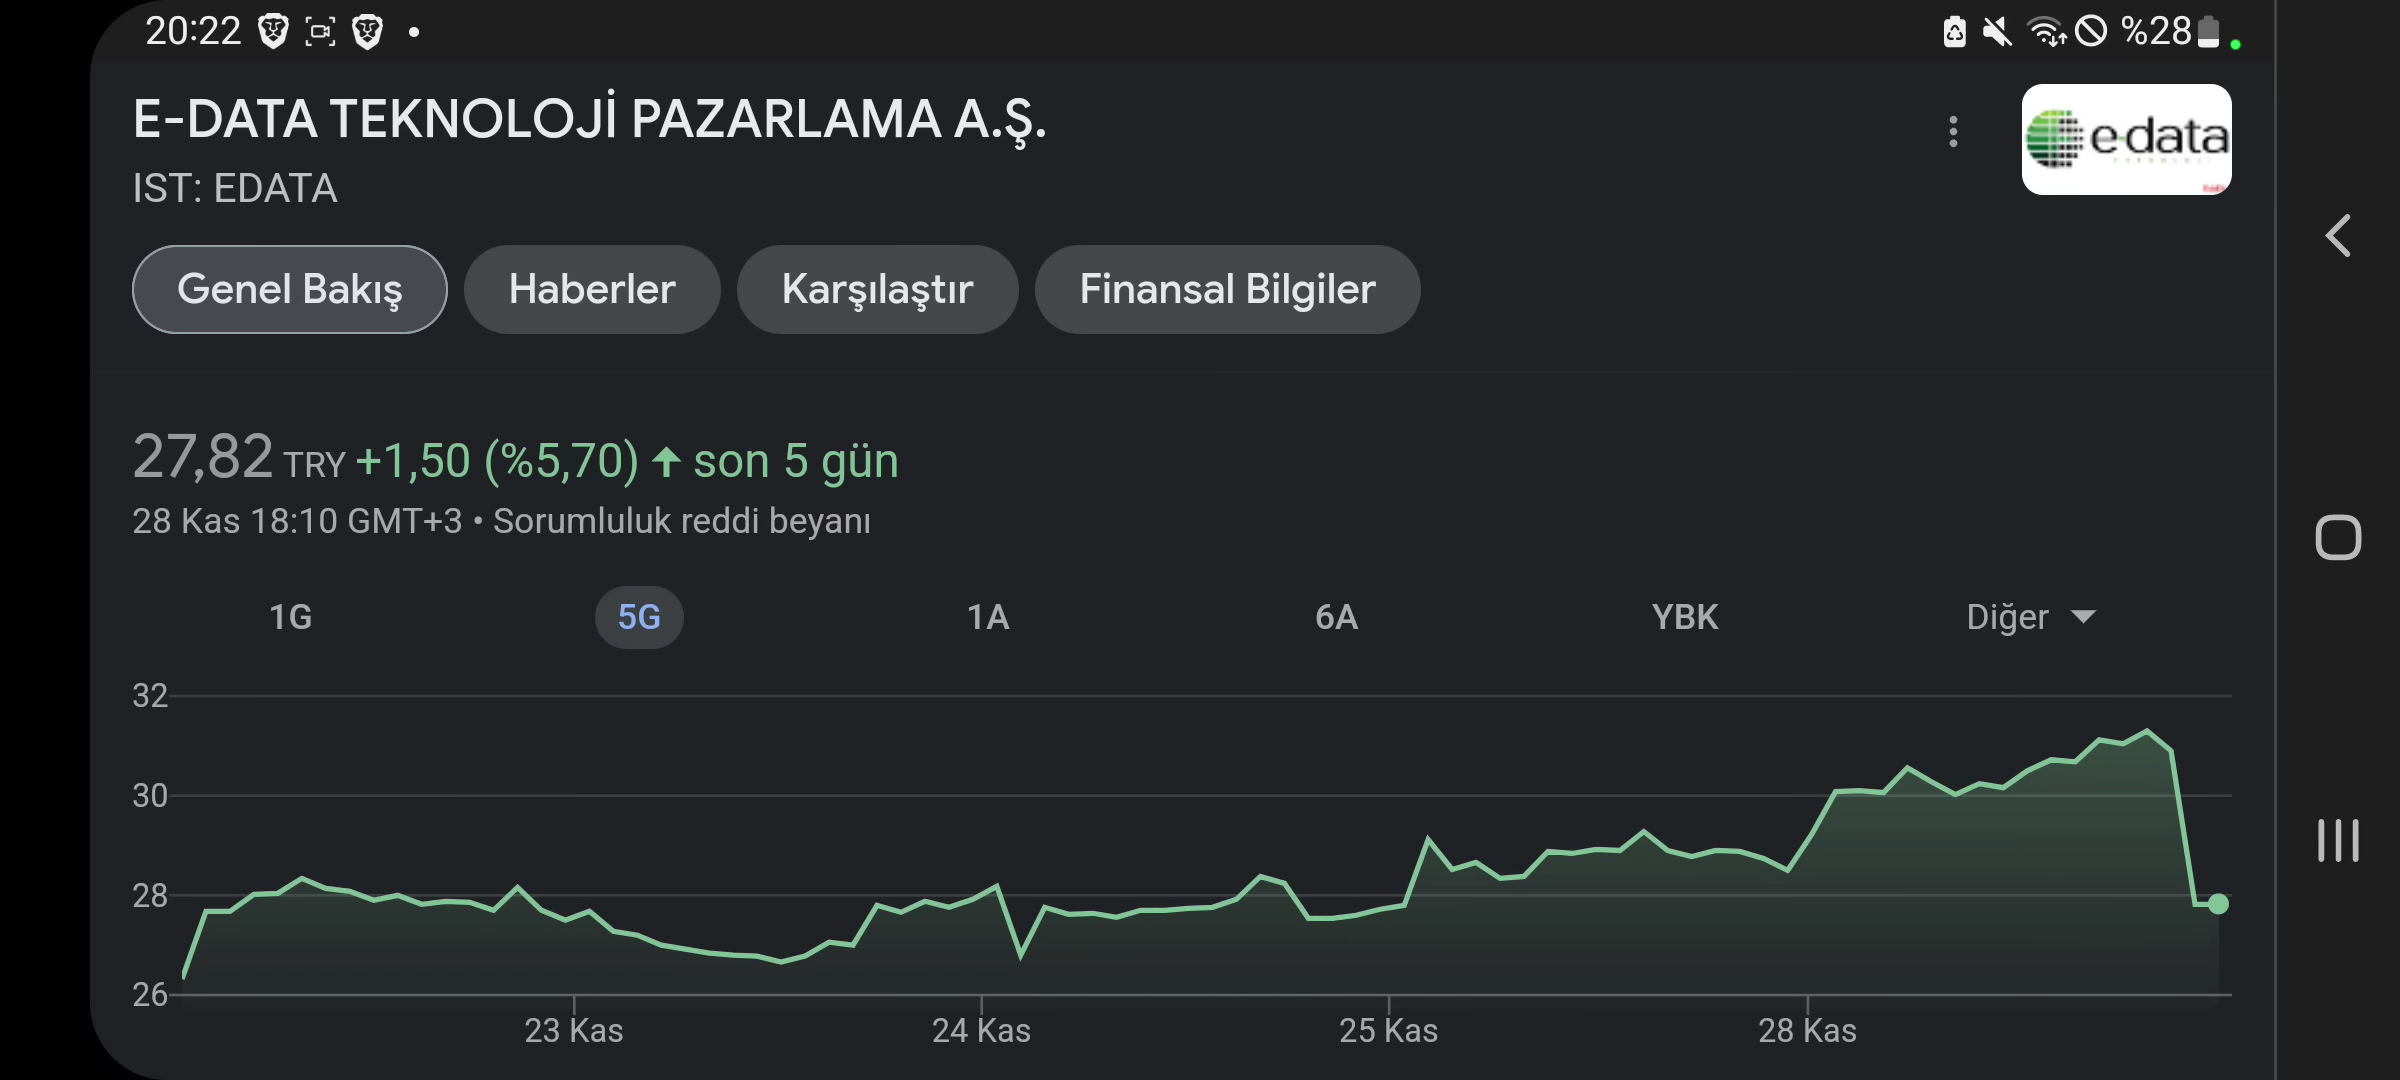 20:22
%28
E-DATA TEKNOLOJİ PAZARLAMA A.Ş.
e-data
IST: EDATA
Genel Bakış
Haberler
Karşılaştır
Finansal Bilgiler
27,82 TRY +1,50 (%5,70) ↑ son 5 gün
28 Kas 18:10 GMT+3 • Sorumluluk reddi beyanı
1G
5G
1A
6A
YBK
Diğer
32
30
28
26
23 Kas
24 Kas
25 Kas
28 Kas